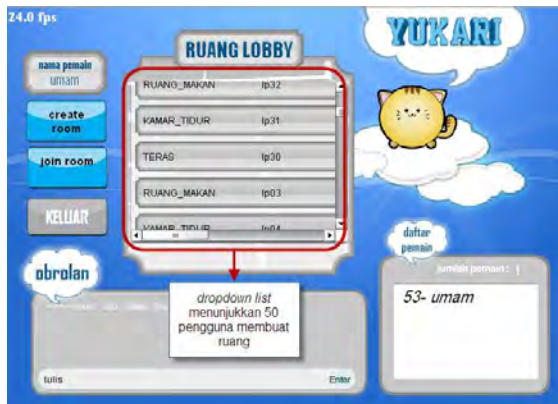 24.0 fps
YUKARI
RUANG LOBBY
nama pemain
umam
create
room
join room
KELUAR
RUANG_MAKAN lp32
KAMAR_TIDUR lp31
TERAS lp30
RUANG_MAKAN lp03
KAMAR_TIDUR lp04
daftar
pemain
jumlah pemain :
53- umam
obrolan
dropdown list
menunjukkan 50
pengguna membuat
ruang
tulis
Enter